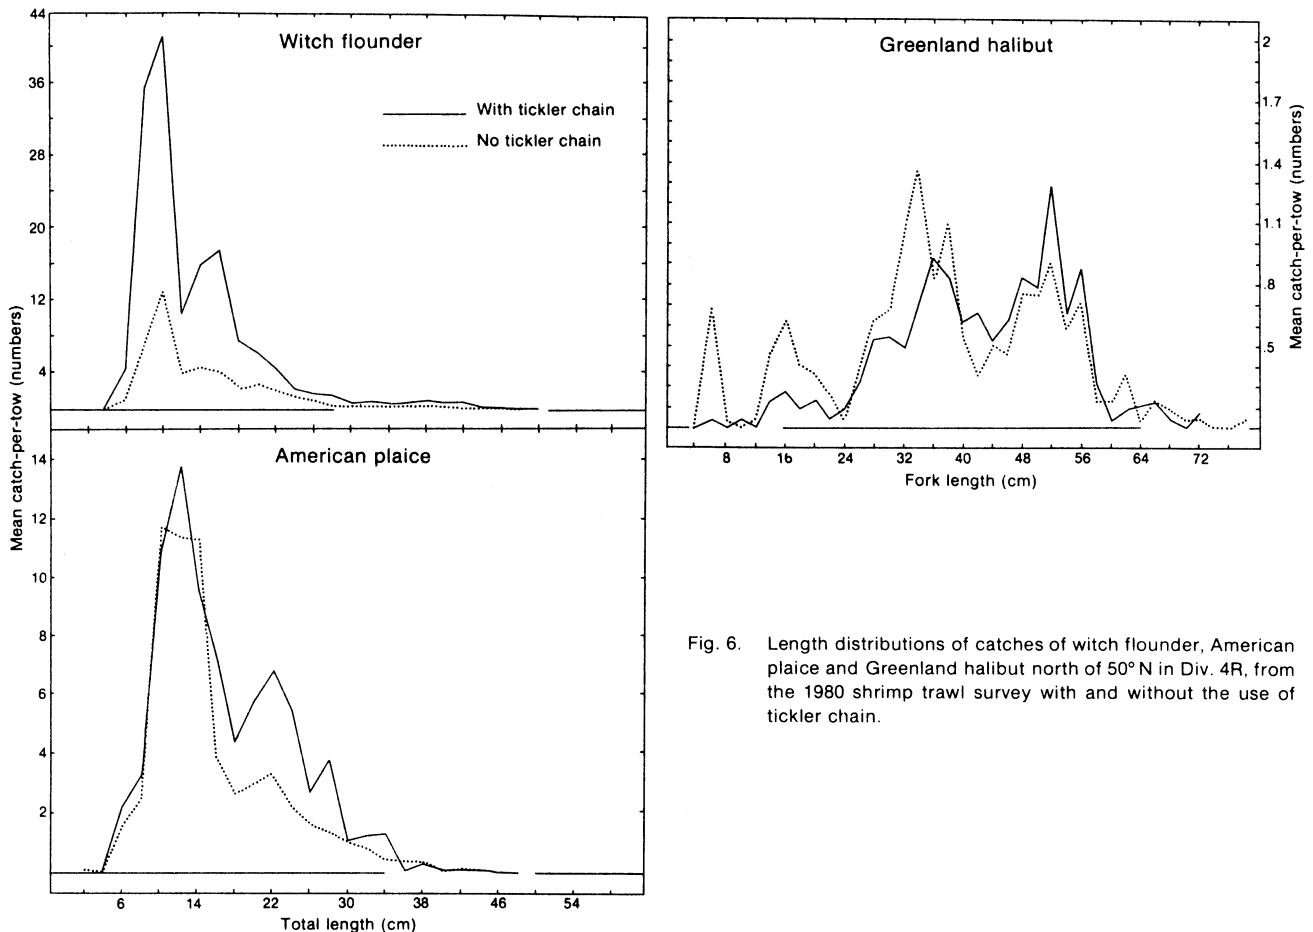 Witch flounder
With tickler chain
No tickler chain
44
36
28
20
12
4
American plaice
14
12
10
8
6
4
2
Mean catch-per-tow (numbers)
6
14
22
30
38
46
54
Total length (cm)
Greenland halibut
2
1.7
1.4
1.1
.8
.5
Mean catch-per-tow (numbers)
8
16
24
32
40
48
56
64
72
Fork length (cm)
Fig. 6. Length distributions of catches of witch flounder, American
plaice and Greenland halibut north of 50° N in Div. 4R, from
the 1980 shrimp trawl survey with and without the use of
tickler chain.